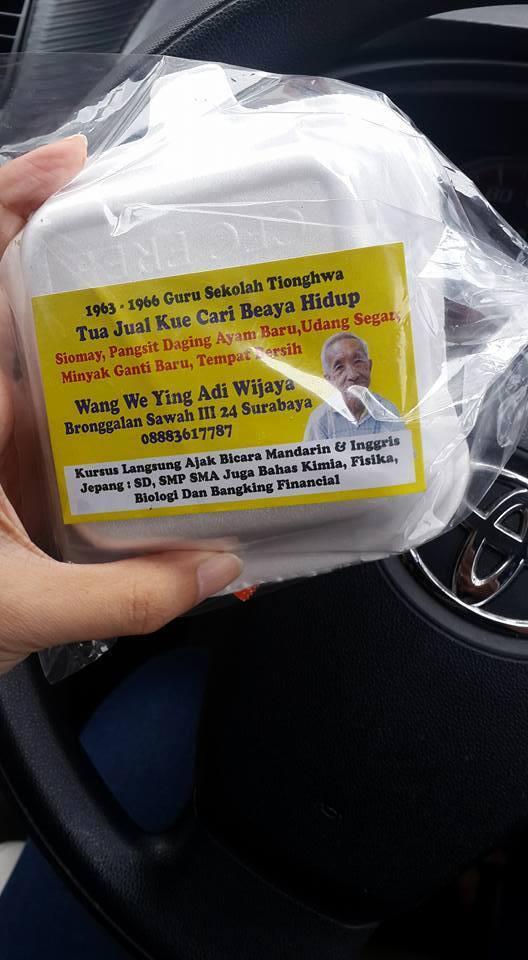 1963 - 1966 Guru Sekolah Tionghwa
Tua Jual Kue Cari Beaya Hidup
Siomay, Pangsit Daging Ayam Baru,Udang Segar,
Minyak Ganti Baru, Tempat Bersih
Wang We Ying Adi Wijaya
Bronggalan Sawah III 24 Surabaya
08883617787
Kursus Langsung Ajak Bicara Mandarin & Inggris
Jepang : SD, SMP SMA Juga Bahas Kimia, Fisika,
Biologi Dan Bangking Financial